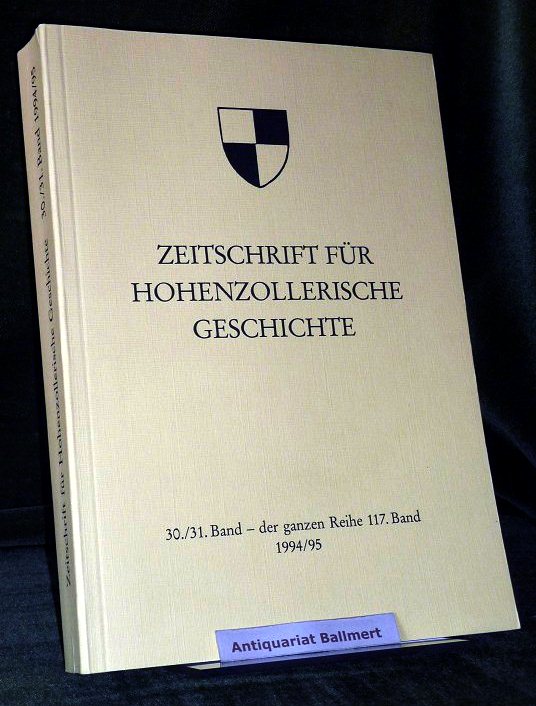 Zeitschrift für Hohenzollerische Geschichte 30./31. Band 1994/95
ZEITSCHRIFT FÜR
HOHENZOLLERISCHE
GESCHICHTE
30./31. Band – der ganzen Reihe 117. Band
1994/95
Antiquariat Ballmert